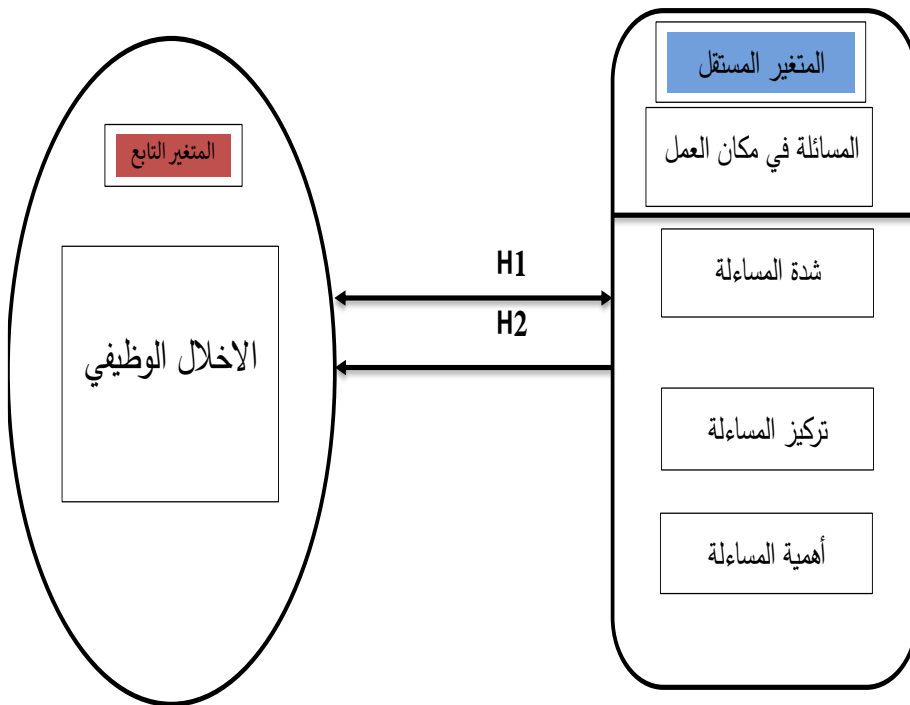 المتغير المستقل
المسائلة في مكان العمل
شدة المساءلة
تركيز المساءلة
أهمية المساءلة
H1
H2
المتغير التابع
الاخلال الوظيفي